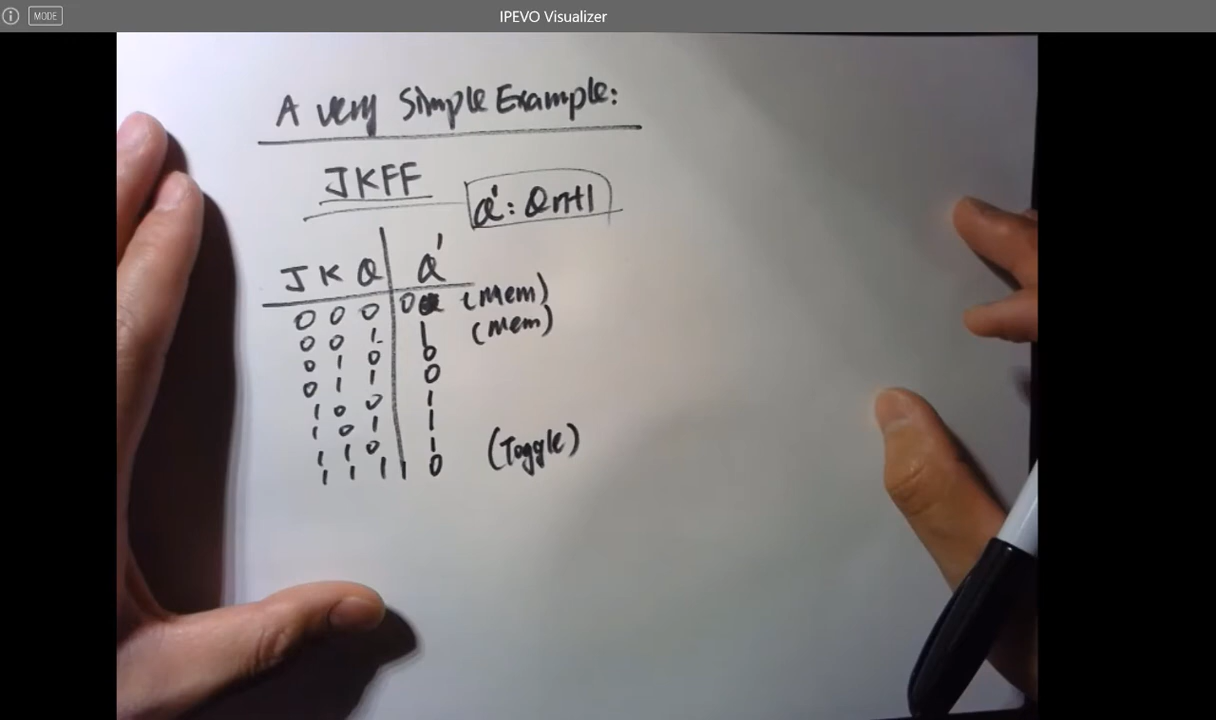 MODE
IPEVO Visualizer
A very Simple Example:
JKFF
Q': Qn+1
J K Q Q'
0 0 0 0 (Mem)
0 0 1 1 (Mem)
0 1 0 0
0 1 1 0
1 0 0 1
1 0 1 1
1 1 0 1 (Toggle)
1 1 1 0